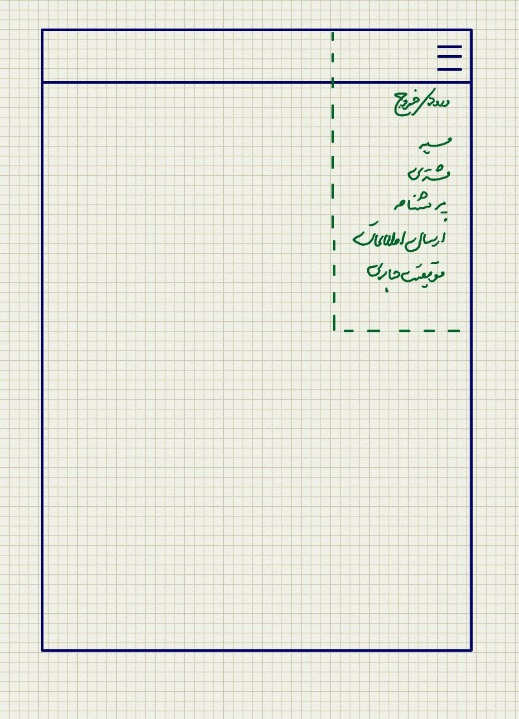 ورود/خروج
مسیر
مشتری
پرسشنامه
ارسال اطلاعات
موقعیت جاری